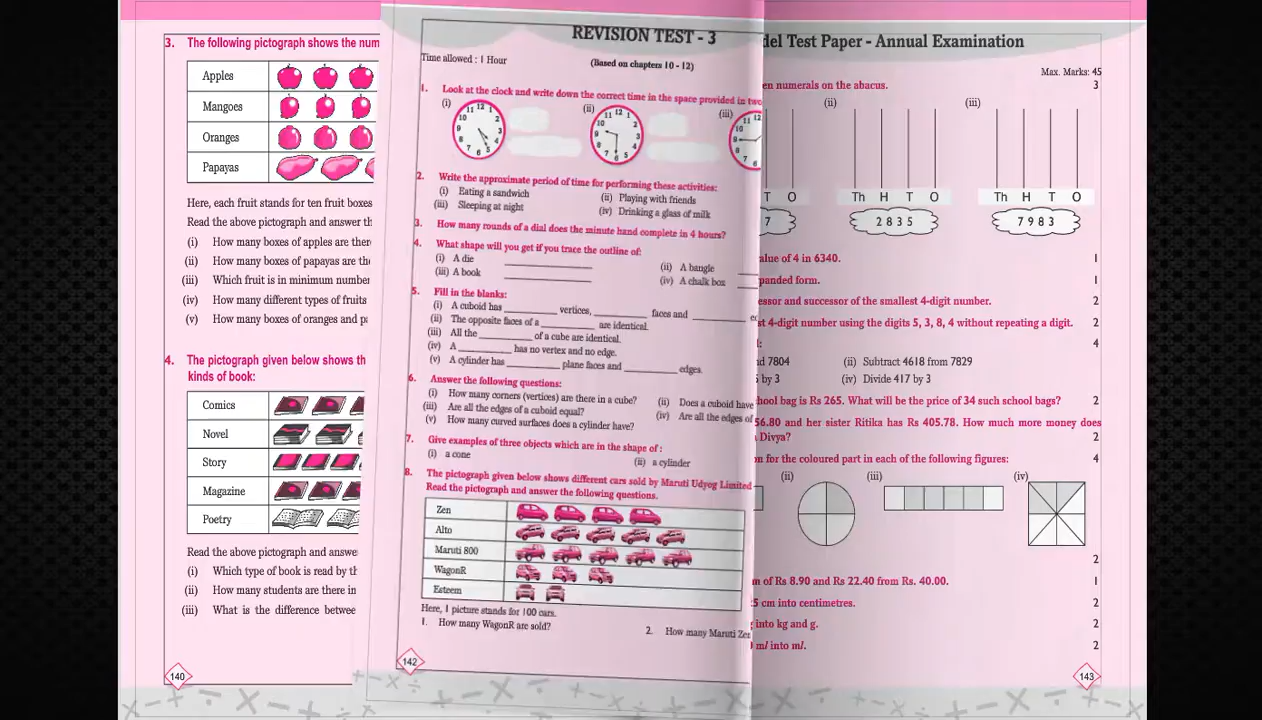 3. The following pictograph shows the num
Apples
Mangoes
Oranges
Papayas
Here, each fruit stands for ten fruit boxes
Read the above pictograph and answer th
(i) How many boxes of apples are ther
(ii) How many boxes of papayas are the
(iii) Which fruit is in minimum number
(iv) How many different types of fruits
(v) How many boxes of oranges and pa
4. The pictograph given below shows th
kinds of book:
Comics
Novel
Story
Magazine
Poetry
Read the above pictograph and answe
(i) Which type of book is read by th
(ii) How many students are there in
(iii) What is the difference betwee
140
REVISION TEST - 3
Time allowed : 1 Hour
(Based on chapters 10 - 12)
1. Look at the clock and write down the correct time in the space provided in two
(i) (ii) (iii)
2. Write the approximate period of time for performing these activities:
(i) Eating a sandwich (ii) Playing with friends
(iii) Sleeping at night (iv) Drinking a glass of milk
3. How many rounds of a dial does the minute hand complete in 4 hours?
4. What shape will you get if you trace the outline of:
(i) A die (ii) A bangle
(iii) A book (iv) A chalk box
5. Fill in the blanks:
(i) A cuboid has vertices, faces and
(ii) The opposite faces of a are identical.
(iii) All the of a cube are identical.
(iv) A has no vertex and no edge.
(v) A cylinder has plane faces and edges.
6. Answer the following questions:
(i) How many corners (vertices) are there in a cube? (ii) Does a cuboid have
(iii) Are all the edges of a cuboid equal? (iv) Are all the edges of
(v) How many curved surfaces does a cylinder have?
7. Give examples of three objects which are in the shape of :
(i) a cone (ii) a cylinder
8. The pictograph given below shows different cars sold by Maruti Udyog Limited
Read the pictograph and answer the following questions.
Zen
Alto
Maruti 800
WagonR
Esteem
Here, 1 picture stands for 100 cars.
1. How many WagonR are sold? 2. How many Maruti Zen
142
del Test Paper - Annual Examination
Max. Marks: 45
en numerals on the abacus. 3
(ii) (iii)
T O Th H T O Th H T O
7 2 8 3 5 7 9 8 3
alue of 4 in 6340. 1
panded form. 1
essor and successor of the smallest 4-digit number. 2
st 4-digit number using the digits 5, 3, 8, 4 without repeating a digit. 2
4
d 7804 (ii) Subtract 4618 from 7829
by 3 (iv) Divide 417 by 3
hool bag is Rs 265. What will be the price of 34 such school bags? 2
56.80 and her sister Ritika has Rs 405.78. How much more money does
Divya? 2
n for the coloured part in each of the following figures: 4
(ii) (iii) (iv)
2
m of Rs 8.90 and Rs 22.40 from Rs. 40.00. 1
5 cm into centimetres. 2
into kg and g. 2
ml into ml. 2
143